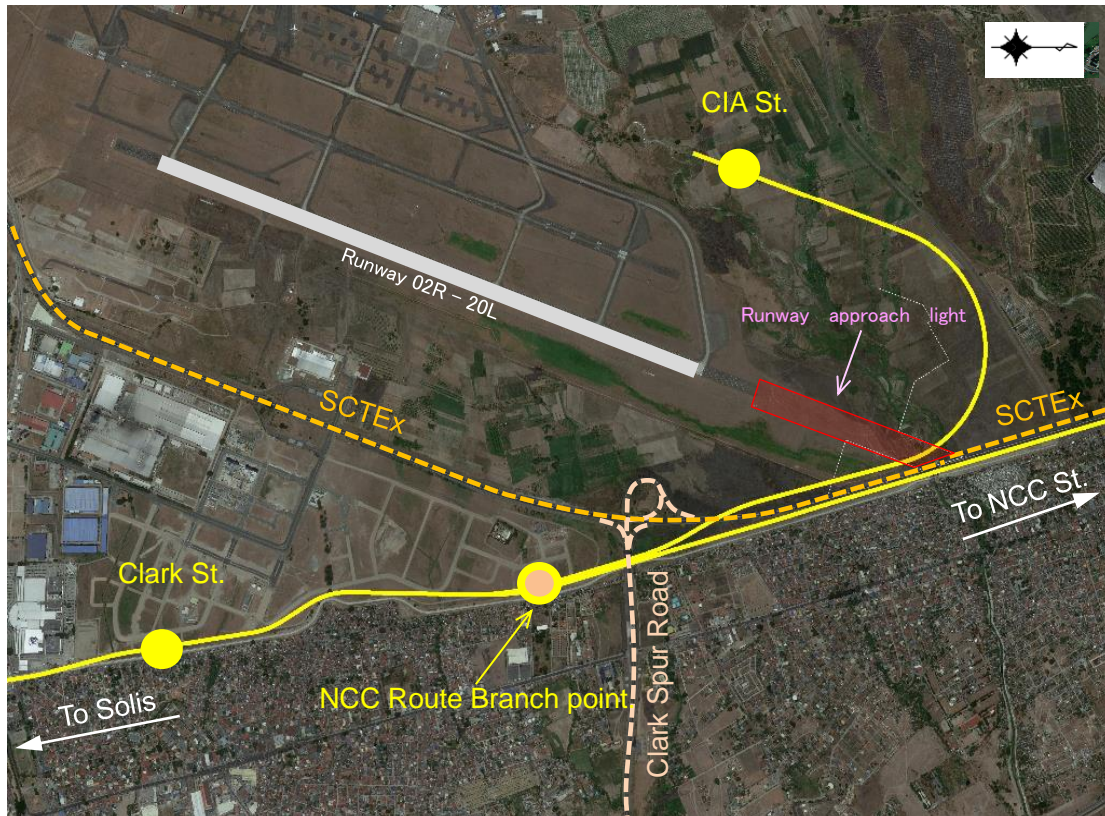 CIA St.
Runway 02R – 20L
Runway approach light
SCTEx
SCTEx
To NCC St.
Clark St.
NCC Route Branch point
Clark Spur Road
To Solis